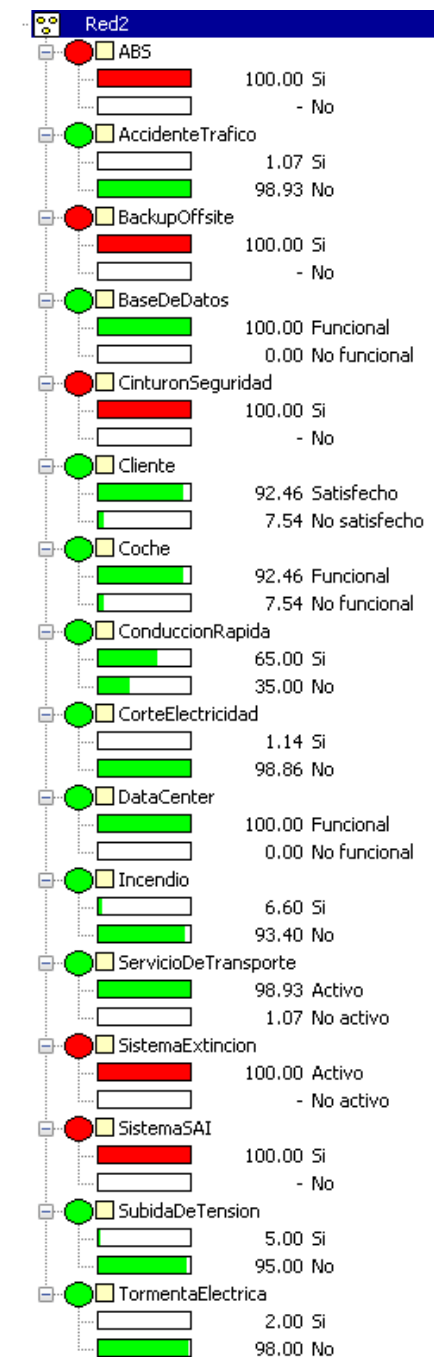 Red2
ABS
100.00 Si
- No
AccidenteTrafico
1.07 Si
98.93 No
BackupOffsite
100.00 Si
- No
BaseDeDatos
100.00 Funcional
0.00 No funcional
CinturonSeguridad
100.00 Si
- No
Cliente
92.46 Satisfecho
7.54 No satisfecho
Coche
92.46 Funcional
7.54 No funcional
ConduccionRapida
65.00 Si
35.00 No
CorteElectricidad
1.14 Si
98.86 No
DataCenter
100.00 Funcional
0.00 No funcional
Incendio
6.60 Si
93.40 No
ServicioDeTransporte
98.93 Activo
1.07 No activo
SistemaExtincion
100.00 Activo
- No activo
SistemaSAI
100.00 Si
- No
SubidaDeTension
5.00 Si
95.00 No
TormentaElectrica
2.00 Si
98.00 No